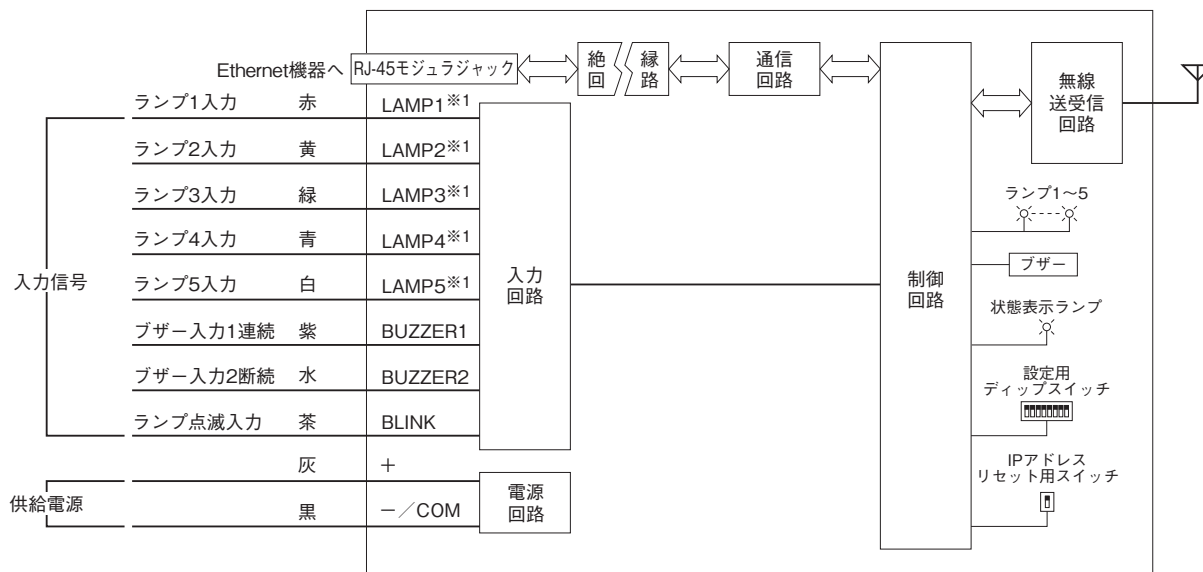 Ethernet機器へ
RJ-45モジュラジャック
絶
回
縁
路
通信
回路
無線
送受信
回路
ランプ1入力 赤 LAMP1※1
ランプ2入力 黄 LAMP2※1
ランプ3入力 緑 LAMP3※1
ランプ4入力 青 LAMP4※1
ランプ5入力 白 LAMP5※1
ブザー入力1連続 紫 BUZZER1
ブザー入力2断続 水 BUZZER2
ランプ点滅入力 茶 BLINK
入力信号
入力
回路
灰 +
黒 −/COM
供給電源
電源
回路
制御
回路
ランプ1〜5
ブザー
状態表示ランプ
設定用
ディップスイッチ
IPアドレス
リセット用スイッチ